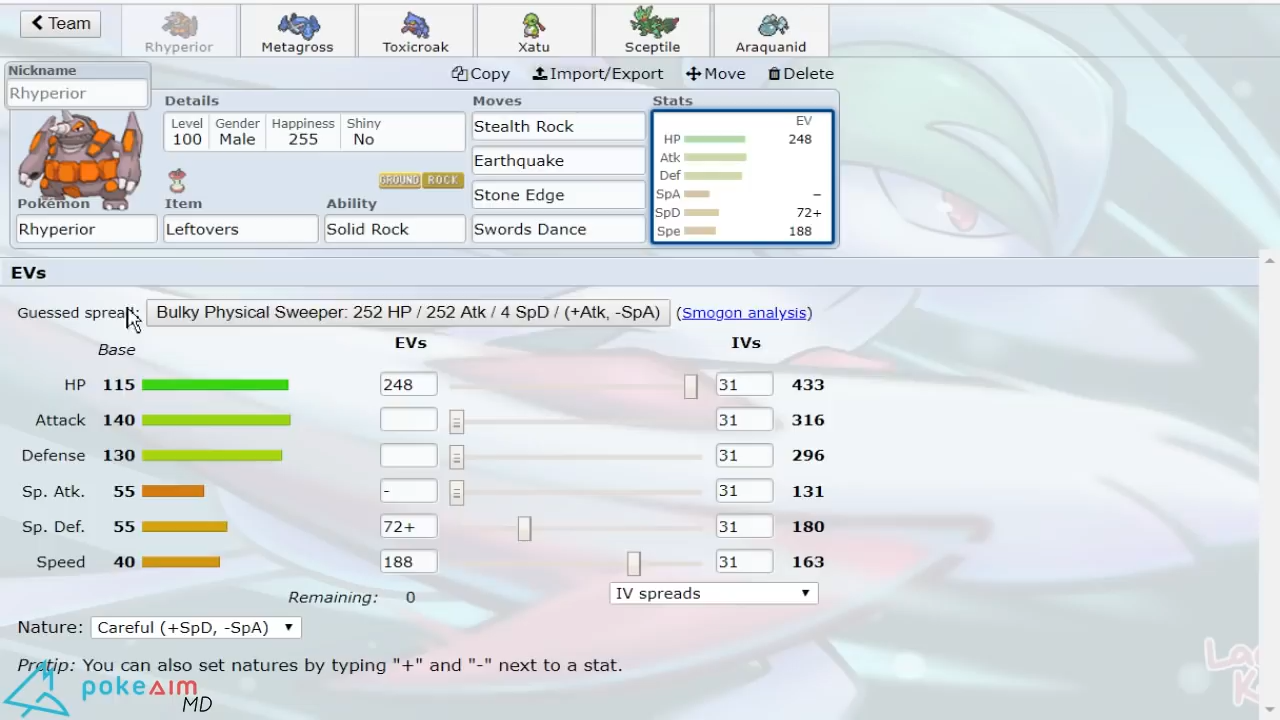 Team
Rhyperior
Metagross
Toxicroak
Xatu
Sceptile
Araquanid
Copy Import/Export Move Delete
Nickname
Rhyperior
Details
Level Gender Happiness Shiny
100 Male 255 No
GROUND ROCK
Pokémon Item Ability
Rhyperior Leftovers Solid Rock
Moves
Stealth Rock
Earthquake
Stone Edge
Swords Dance
Stats
EV
HP 248
Atk
Def
SpA –
SpD 72+
Spe 188
EVs
Guessed spread: Bulky Physical Sweeper: 252 HP / 252 Atk / 4 SpD / (+Atk, -SpA) (Smogon analysis)
Base EVs IVs
HP 115 248 31 433
Attack 140 31 316
Defense 130 31 296
Sp. Atk. 55 - 31 131
Sp. Def. 55 72+ 31 180
Speed 40 188 31 163
Remaining: 0 IV spreads
Nature: Careful (+SpD, -SpA)
Protip: You can also set natures by typing "+" and "-" next to a stat.
pokeaim
MD